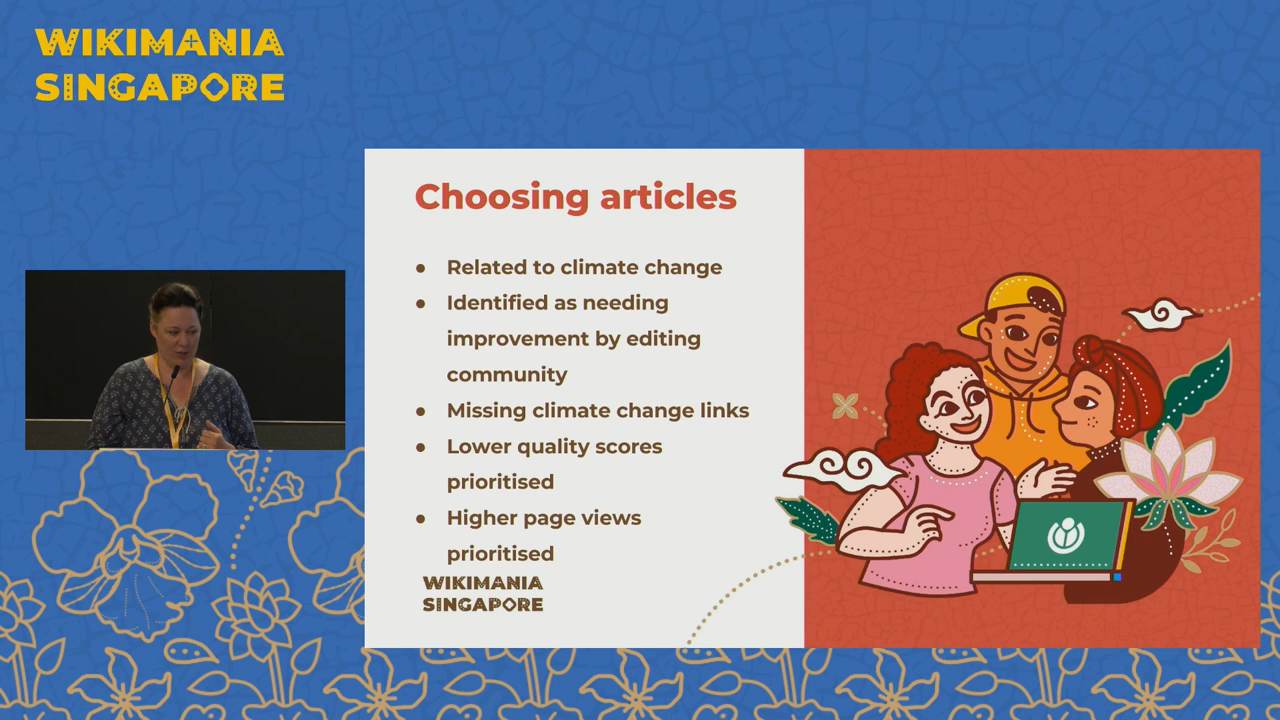 WIKIMANIA
SINGAPORE
Choosing articles
● Related to climate change
● Identified as needing
improvement by editing
community
● Missing climate change links
● Lower quality scores
prioritised
● Higher page views
prioritised
WIKIMANIA
SINGAPORE